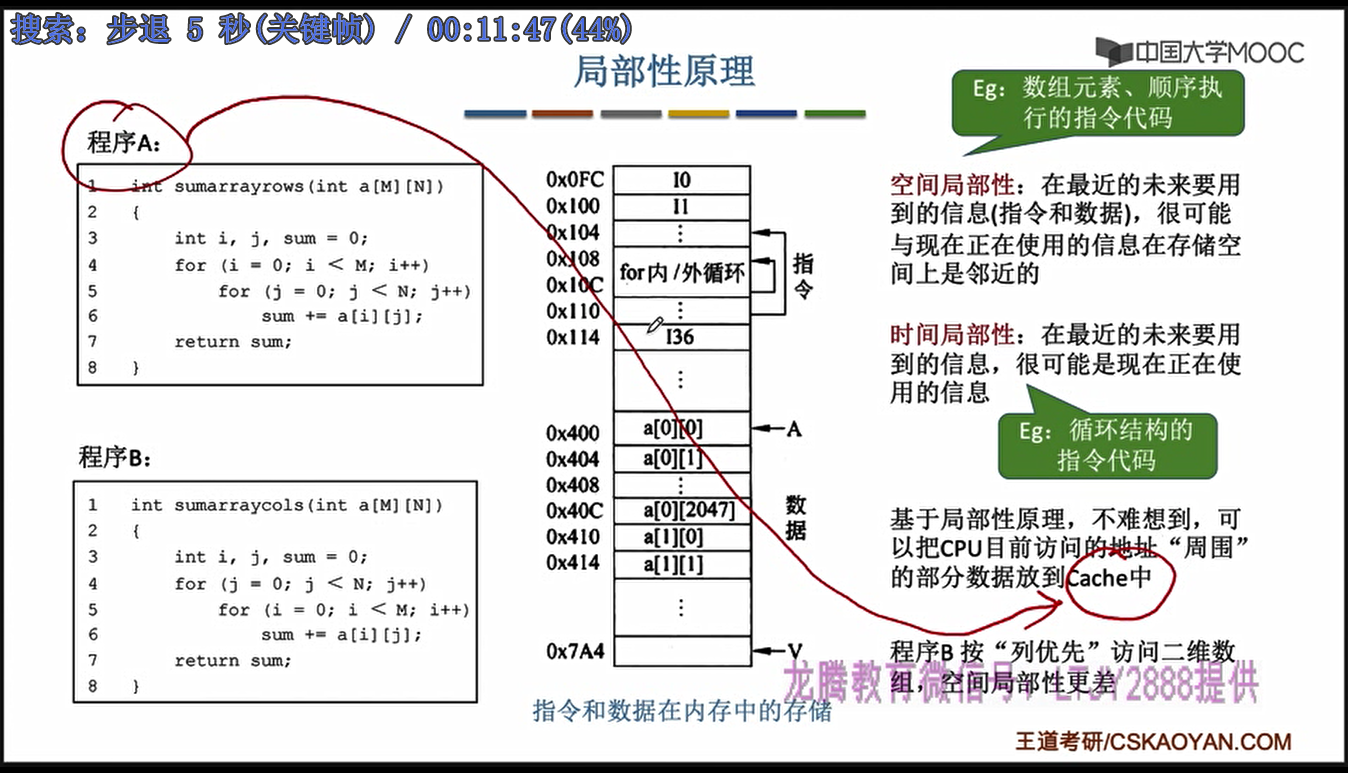 搜索：步退 5 秒(关键帧) / 00:11:47(44%)
中国大学MOOC
局部性原理
程序A：
1 int sumarrayrows(int a[M][N])
2 {
3 int i, j, sum = 0;
4 for (i = 0; i < M; i++)
5 for (j = 0; j < N; j++)
6 sum += a[i][j];
7 return sum;
8 }
程序B：
1 int sumarraycols(int a[M][N])
2 {
3 int i, j, sum = 0;
4 for (j = 0; j < N; j++)
5 for (i = 0; i < M; i++)
6 sum += a[i][j];
7 return sum;
8 }
0x0FC I0
0x100 I1
0x104 ⋮
0x108
for内/外循环
0x10C
0x110 ⋮
0x114 I36
⋮
0x400 a[0][0] A
0x404 a[0][1]
0x408 ⋮
0x40C a[0][2047]
0x410 a[1][0]
0x414 a[1][1]
⋮
0x7A4 V
指令
数据
指令和数据在内存中的存储
Eg：数组元素、顺序执
行的指令代码
空间局部性：在最近的未来要用
到的信息(指令和数据)，很可能
与现在正在使用的信息在存储空
间上是邻近的
时间局部性：在最近的未来要用
到的信息，很可能是现在正在使
用的信息
Eg：循环结构的
指令代码
基于局部性原理，不难想到，可
以把CPU目前访问的地址“周围”
的部分数据放到Cache中
程序B 按“列优先”访问二维数
组，空间局部性更差
龙腾教育微信号：LTJY2888提供
王道考研/CSKAOYAN.COM